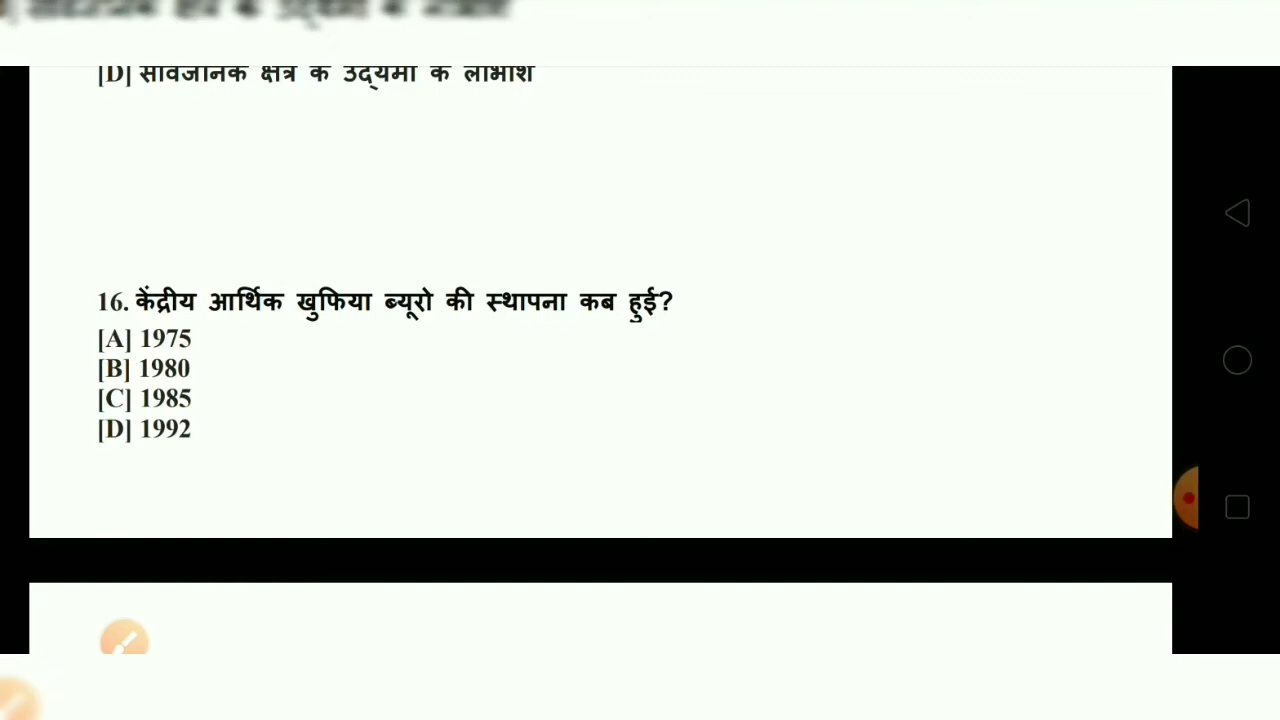 [D] सार्वजनिक क्षेत्र के उद्यमों के लाभांश
16. केंद्रीय आर्थिक खुफिया ब्यूरो की स्थापना कब हुई?
[A] 1975
[B] 1980
[C] 1985
[D] 1992